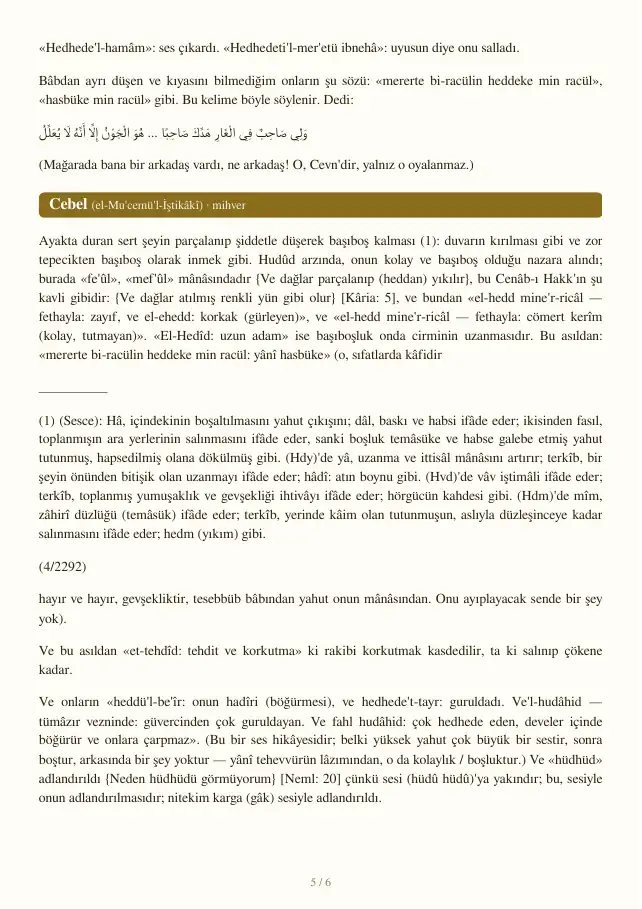 «Hedhede'l-hamâm»: ses çıkardı. «Hedhedeti'l-mer'etü ibnehâ»: uyusun diye onu salladı.
Bâbdan ayrı düşen ve kıyasını bilmediğim onların şu sözü: «mererte bi-racülin heddeke min racül»,
«hasbüke min racül» gibi. Bu kelime böyle söylenir. Dedi:
وَلِي صَاحِبٌ فِي الْغَارِ هَدَّكَ صَاحِبًا ... هُوَ الْجَوْنُ إِلَّا أَنَّهُ لَا يُعَلَّلُ
(Mağarada bana bir arkadaş vardı, ne arkadaş! O, Cevn'dir, yalnız o oyalanmaz.)
Cebel (el-Mu'cemü'l-İştikâkî) · mihver
Ayakta duran sert şeyin parçalanıp şiddetle düşerek başıboş kalması (1): duvarın kırılması gibi ve zor
tepecikten başıboş olarak inmek gibi. Hudûd arzında, onun kolay ve başıboş olduğu nazara alındı;
burada «fe'ûl», «mef'ûl» mânâsındadır {Ve dağlar parçalanıp (heddan) yıkılır}, bu Cenâb-ı Hakk'ın şu
kavli gibidir: {Ve dağlar atılmış renkli yün gibi olur} [Kâria: 5], ve bundan «el-hedd mine'r-ricâl —
fethayla: zayıf, ve el-ehedd: korkak (gürleyen)», ve «el-hedd mine'r-ricâl — fethayla: cömert kerîm
(kolay, tutmayan)». «El-Hedîd: uzun adam» ise başıboşluk onda cirminin uzanmasıdır. Bu asıldan:
«mererte bi-racülin heddeke min racül: yânî hasbüke» (o, sıfatlarda kâfidir
(1) (Sesce): Hâ, içindekinin boşaltılmasını yahut çıkışını; dâl, baskı ve habsi ifâde eder; ikisinden fasıl,
toplanmışın ara yerlerinin salınmasını ifâde eder, sanki boşluk temâsüke ve habse galebe etmiş yahut
tutunmuş, hapsedilmiş olana dökülmüş gibi. (Hdy)'de yâ, uzanma ve ittisâl mânâsını artırır; terkîb, bir
şeyin önünden bitişik olan uzanmayı ifâde eder; hâdî: atın boynu gibi. (Hvd)'de vâv iştimâli ifâde eder;
terkîb, toplanmış yumuşaklık ve gevşekliği ihtivâyı ifâde eder; hörgücün kahdesi gibi. (Hdm)'de mîm,
zâhirî düzlüğü (temâsük) ifâde eder; terkîb, yerinde kâim olan tutunmuşun, aslıyla düzleşinceye kadar
salınmasını ifâde eder; hedm (yıkım) gibi.
(4/2292)
hayır ve hayır, gevşekliktir, tesebbüb bâbından yahut onun mânâsından. Onu ayıplayacak sende bir şey
yok).
Ve bu asıldan «et-tehdîd: tehdit ve korkutma» ki rakibi korkutmak kasdedilir, ta ki salınıp çökene
kadar.
Ve onların «heddü'l-be'îr: onun hadîri (böğürmesi), ve hedhede't-tayr: guruldadı. Ve'l-hudâhid —
tümâzır vezninde: güvercinden çok guruldayan. Ve fahl hudâhid: çok hedhede eden, develer içinde
böğürür ve onlara çarpmaz». (Bu bir ses hikâyesidir; belki yüksek yahut çok büyük bir sestir, sonra
boştur, arkasında bir şey yoktur — yânî tehevvürün lâzımından, o da kolaylık / boşluktur.) Ve «hüdhüd»
adlandırıldı {Neden hüdhüdü görmüyorum} [Neml: 20] çünkü sesi (hüdû hüdû)'ya yakındır; bu, sesiyle
onun adlandırılmasıdır; nitekim karga (gâk) sesiyle adlandırıldı.
5 / 6